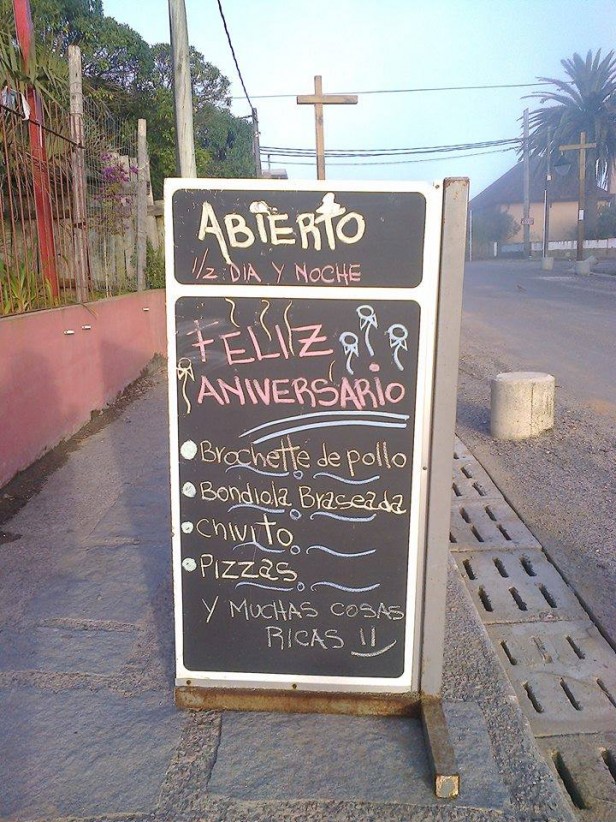 ABIERTO
1/2 DIA Y NOCHE
FELIZ
ANIVERSARIO
Brochette de pollo
Bondiola Braseada
Chivito
Pizzas
Y MUCHAS COSAS
RICAS !!